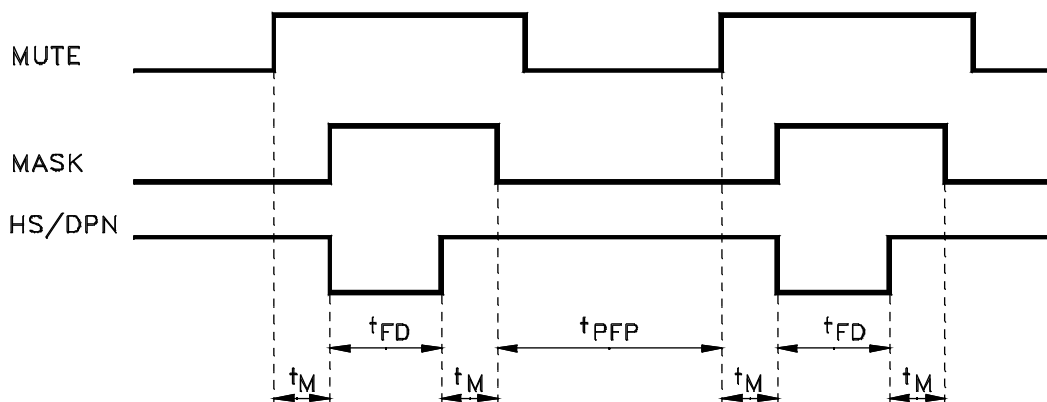 MUTE
MASK
HS/DPN
tFD tPFP tFD
tM tM tM tM